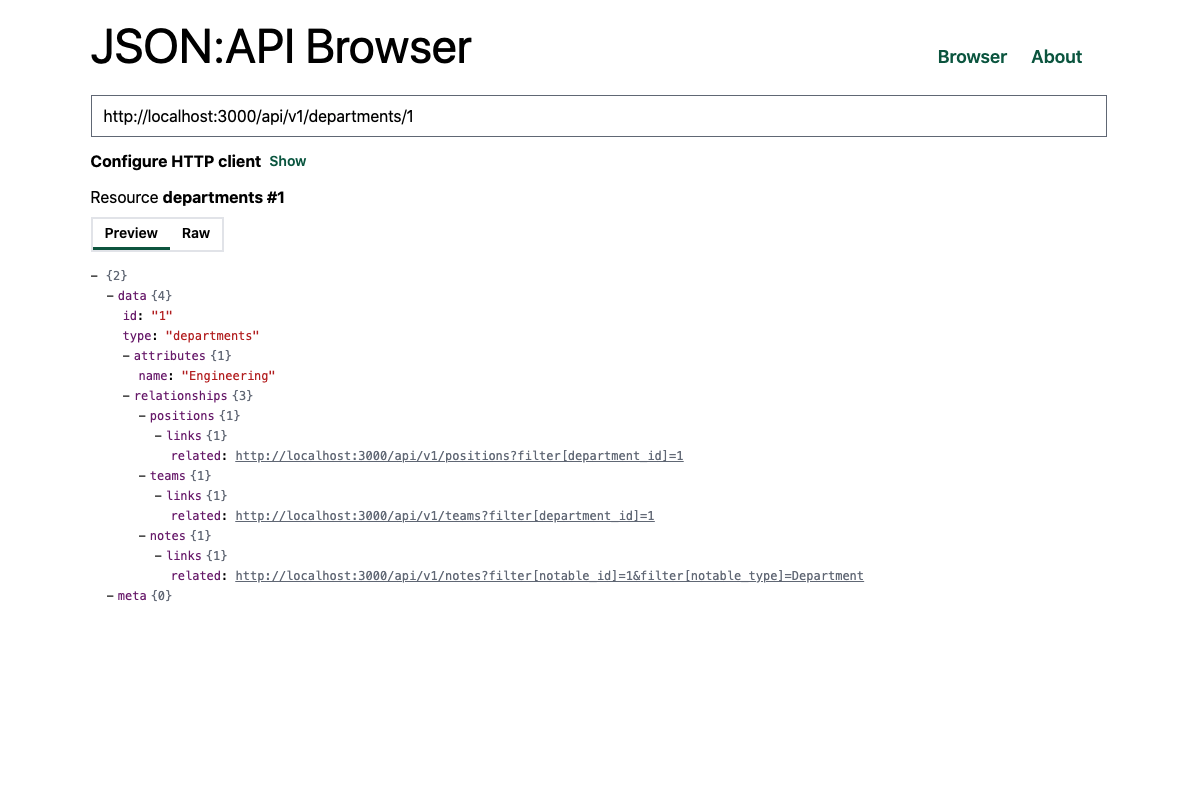 JSON:API Browser
Browser About
http://localhost:3000/api/v1/departments/1
Configure HTTP client Show
Resource departments #1
Preview Raw
– {2}
– data {4}
id: "1"
type: "departments"
– attributes {1}
name: "Engineering"
– relationships {3}
– positions {1}
– links {1}
related: http://localhost:3000/api/v1/positions?filter[department_id]=1
– teams {1}
– links {1}
related: http://localhost:3000/api/v1/teams?filter[department_id]=1
– notes {1}
– links {1}
related: http://localhost:3000/api/v1/notes?filter[notable_id]=1&filter[notable_type]=Department
– meta {0}